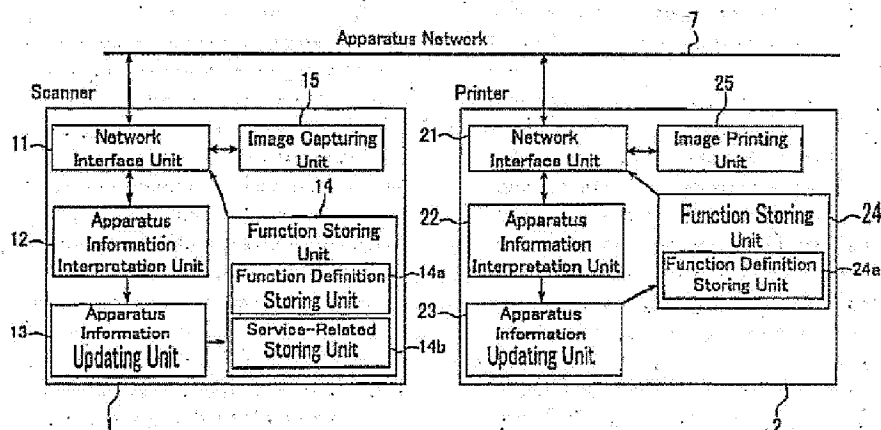 7
Apparatus Network
Scanner
15
11
Network
Interface Unit
Image Capturing
Unit
12
Apparatus
Information
Interpretation Unit
14
Function Storing
Unit
Function Definition
Storing Unit
14a
13
Apparatus
Information
Updating Unit
Service-Related
Storing Unit
14b
1
Printer
25
21
Network
Interface Unit
Image Printing
Unit
22
Apparatus
Information
Interpretation Unit
Function Storing
Unit
24
Function Definition
Storing Unit
24a
23
Apparatus
Information
Updating Unit
2